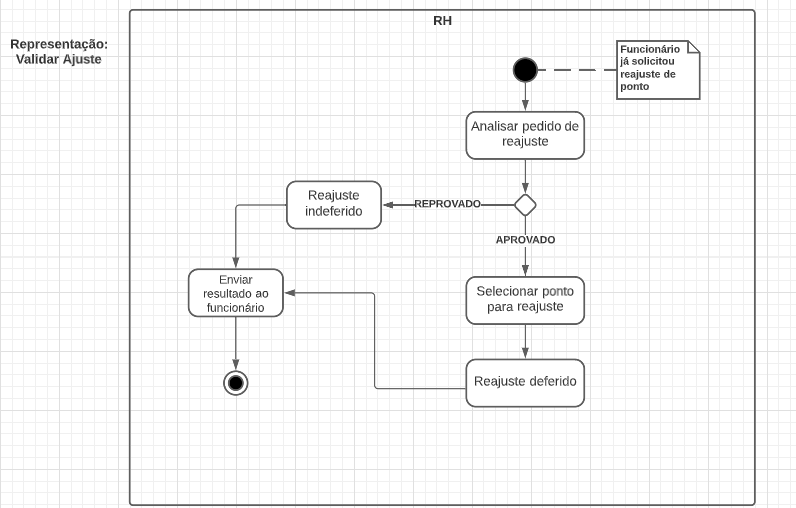 RH
Representação:
Validar Ajuste
Funcionário
já solicitou
reajuste de
ponto
Analisar pedido de
reajuste
Reajuste
indeferido
REPROVADO
APROVADO
Enviar
resultado ao
funcionário
Selecionar ponto
para reajuste
Reajuste deferido